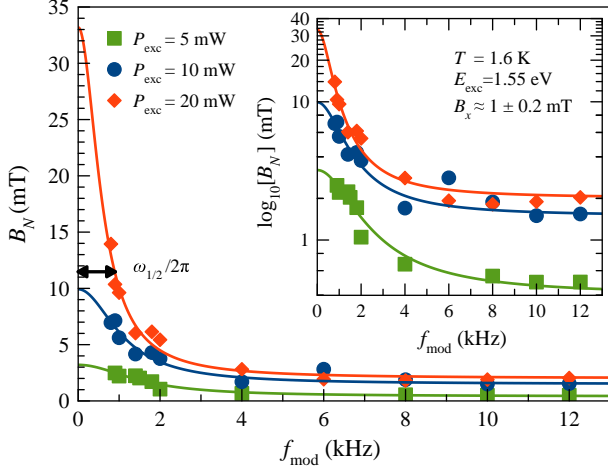 35
30
25
20
15
10
5
0
B_N (mT)
P_exc = 5 mW
P_exc = 10 mW
P_exc = 20 mW
ω_1/2/2π
0 2 4 6 8 10 12
f_mod (kHz)
40
10
1
log_10[B_N] (mT)
T = 1.6 K
E_exc=1.55 eV
B_x ≈ 1 ± 0.2 mT
0 2 4 6 8 10 12
f_mod (kHz)